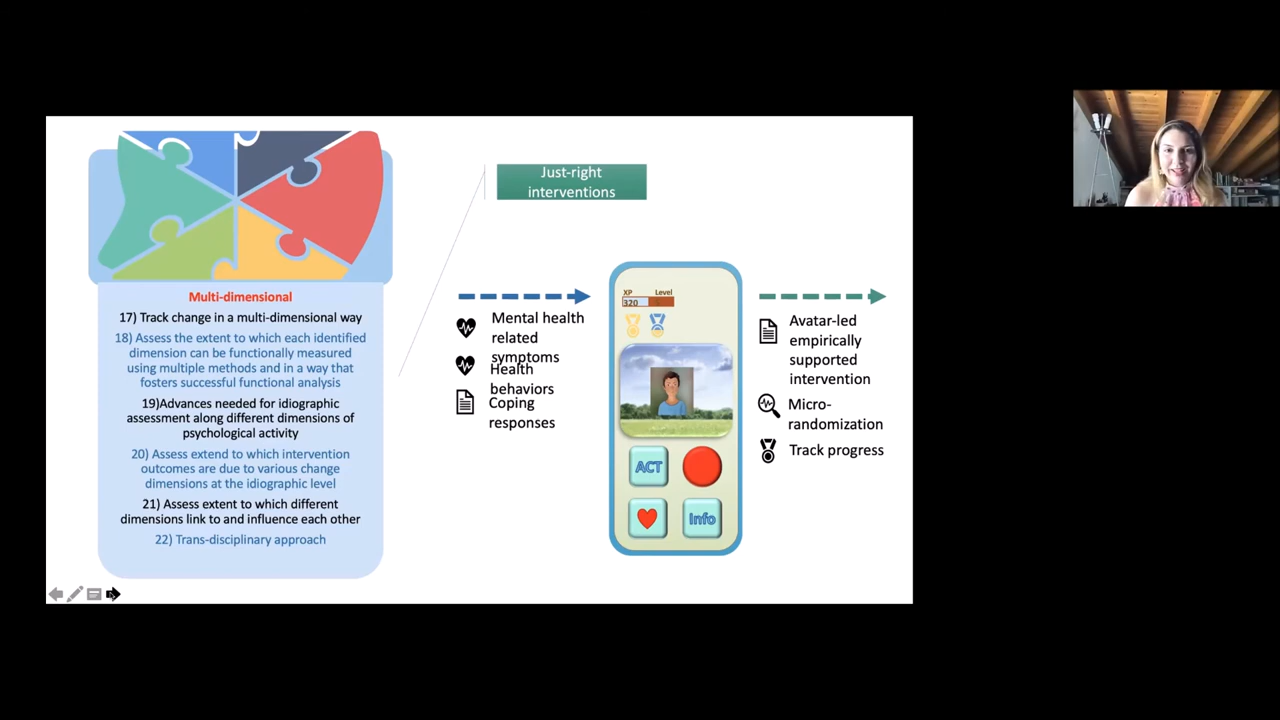 Multi-dimensional
17) Track change in a multi-dimensional way
18) Assess the extent to which each identified
dimension can be functionally measured
using multiple methods and in a way that
fosters successful functional analysis
19)Advances needed for idiographic
assessment along different dimensions of
psychological activity
20) Assess extend to which intervention
outcomes are due to various change
dimensions at the idiographic level
21) Assess extent to which different
dimensions link to and influence each other
22) Trans-disciplinary approach
Just-right
interventions
Mental health
related
symptoms
Health
behaviors
Coping
responses
XP Level
320
ACT
Info
Avatar-led
empirically
supported
intervention
Micro-
randomization
Track progress